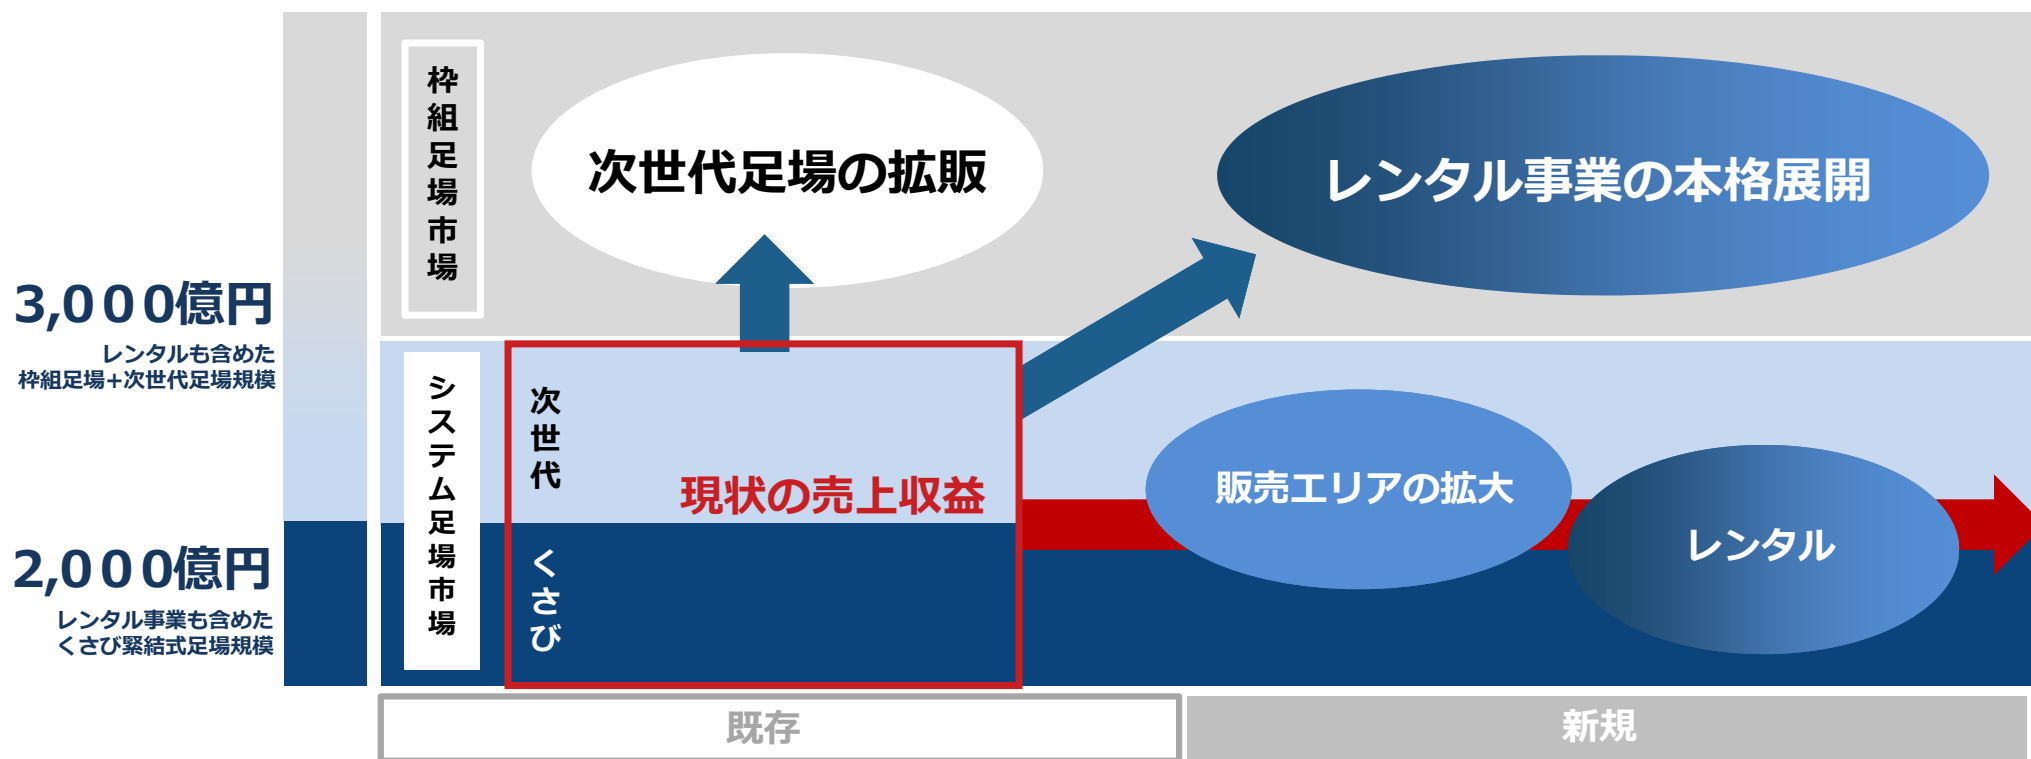 3,000億円
レンタルも含めた
枠組足場+次世代足場規模
2,000億円
レンタル事業も含めた
くさび緊結式足場規模
枠組足場市場
次世代足場の拡販
レンタル事業の本格展開
システム足場市場
次世代
現状の売上収益
くさび
販売エリアの拡大
レンタル
既存
新規